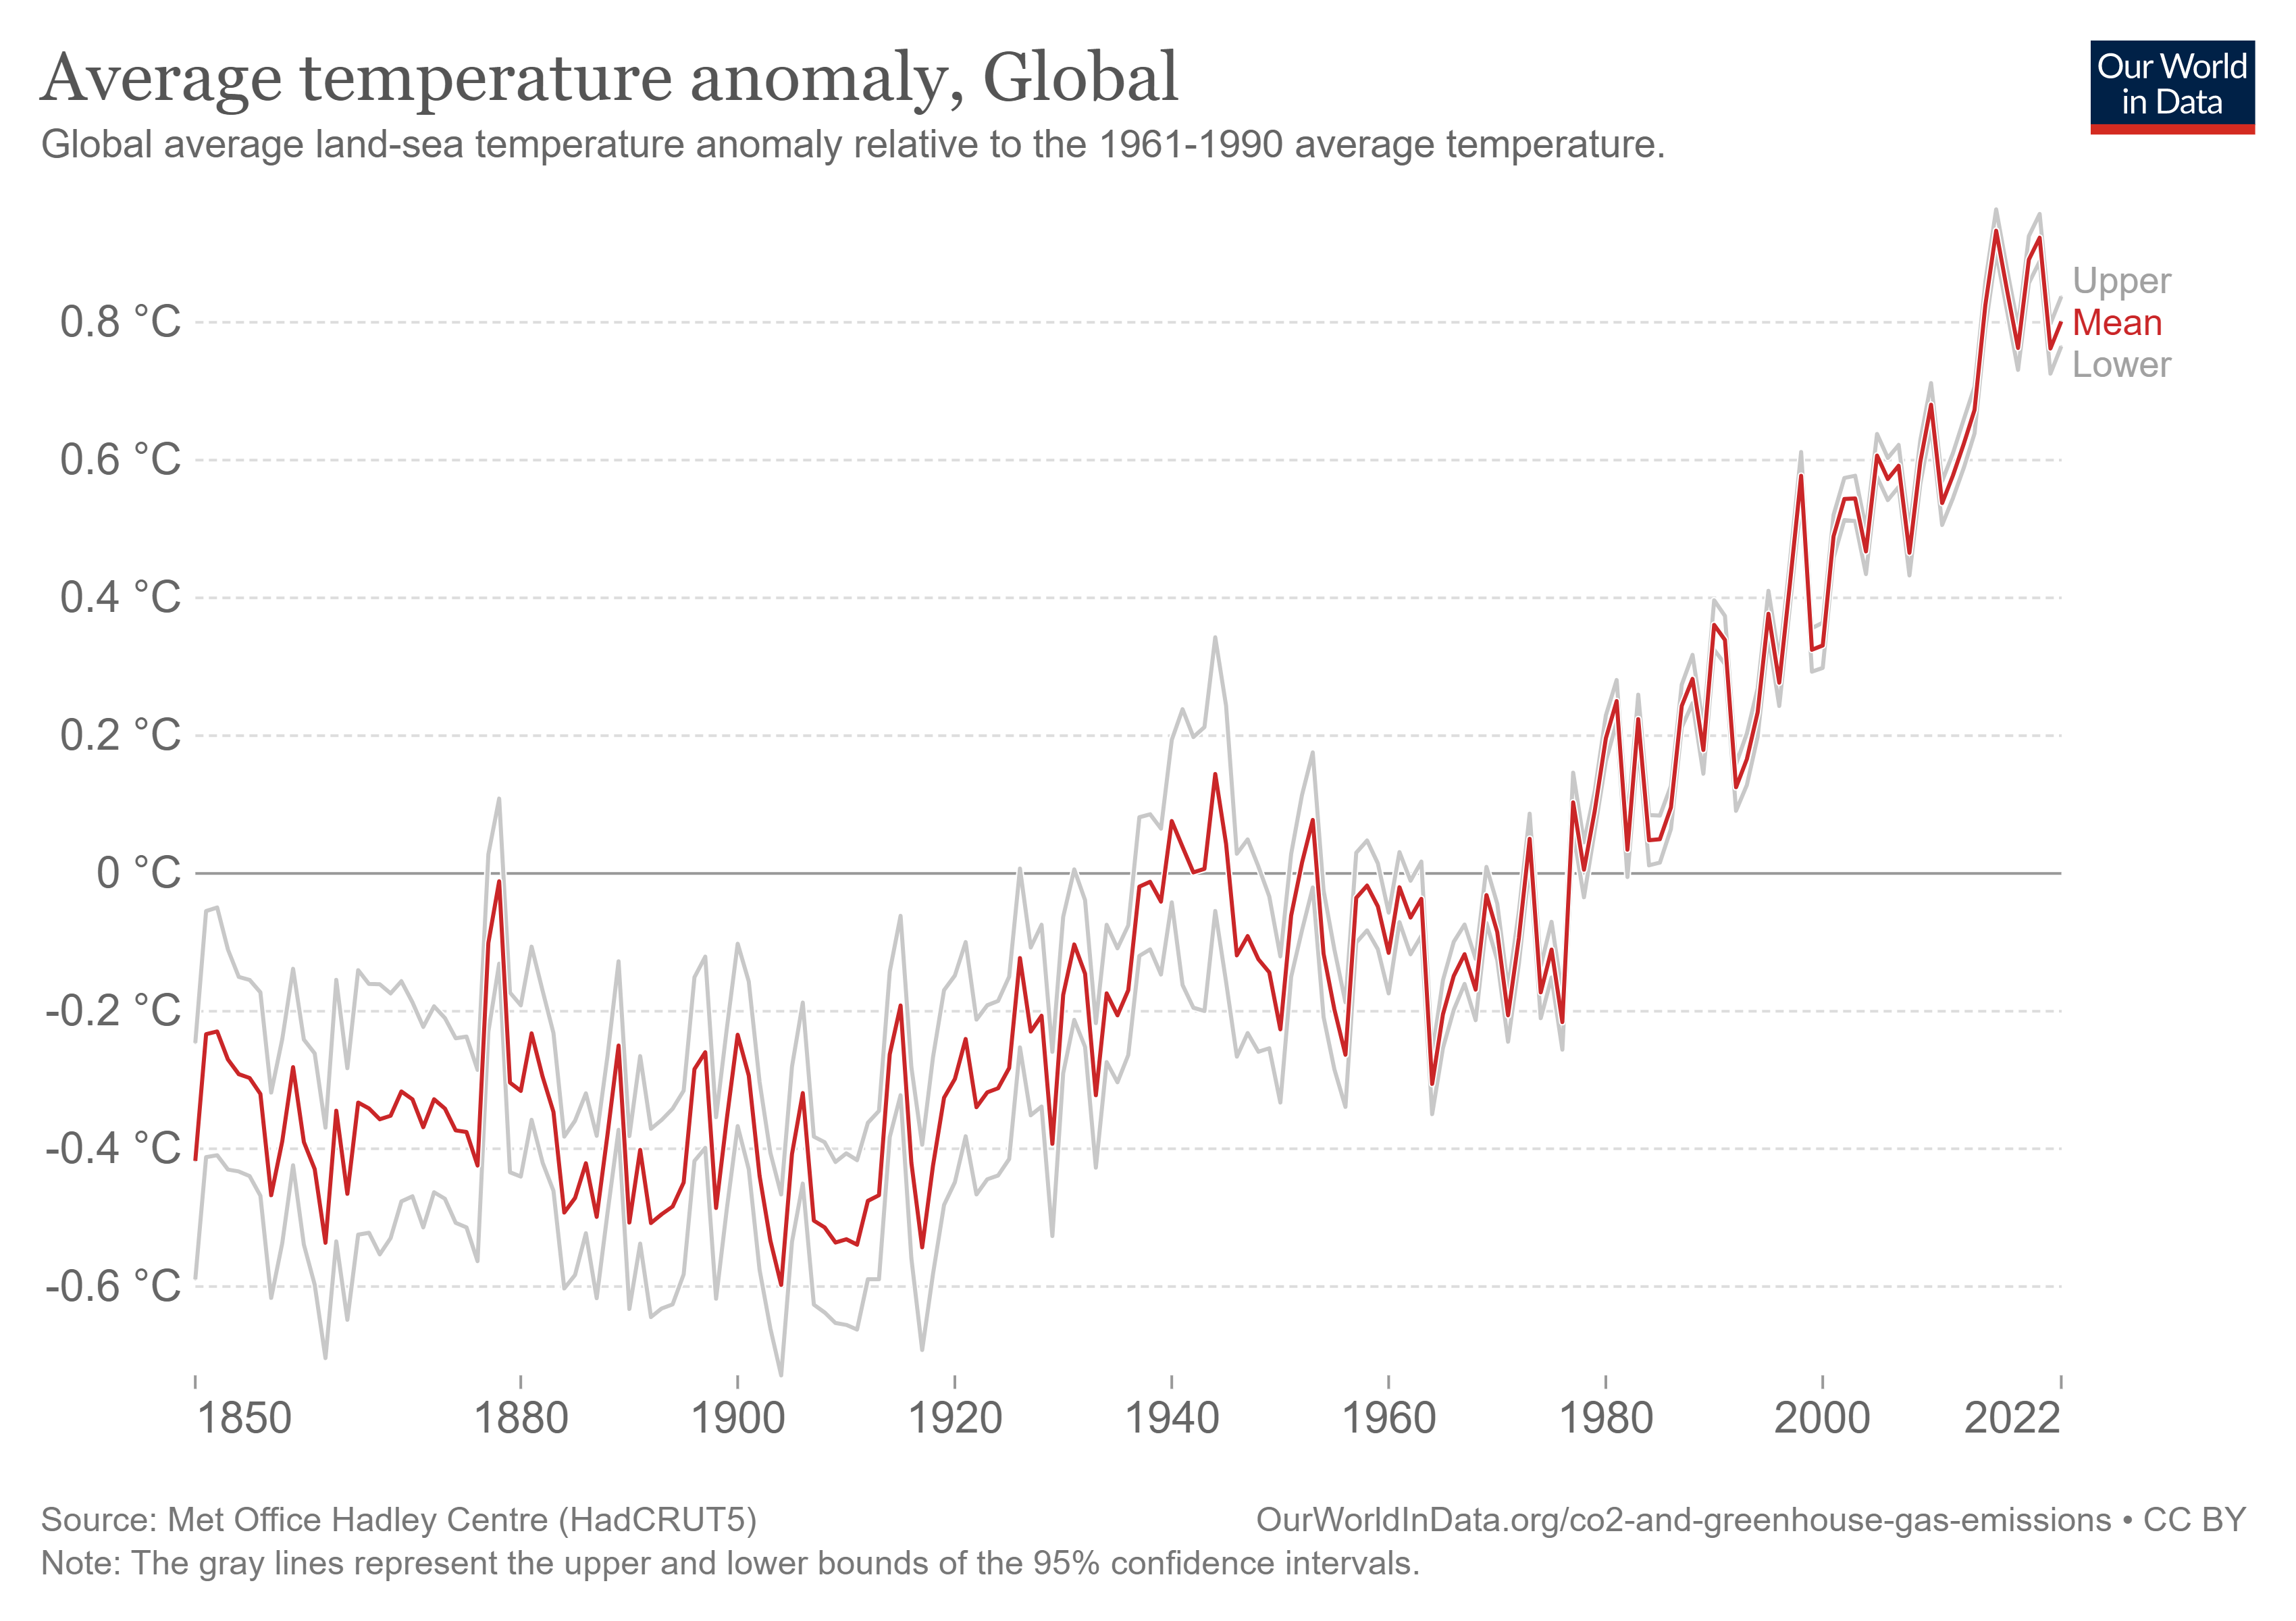 Average temperature anomaly, Global
Global average land-sea temperature anomaly relative to the 1961-1990 average temperature.
Our World
in Data
Upper
Mean
Lower
0.8 °C
0.6 °C
0.4 °C
0.2 °C
0 °C
-0.2 °C
-0.4 °C
-0.6 °C
1850 1880 1900 1920 1940 1960 1980 2000 2022
Source: Met Office Hadley Centre (HadCRUT5)
OurWorldInData.org/co2-and-greenhouse-gas-emissions • CC BY
Note: The gray lines represent the upper and lower bounds of the 95% confidence intervals.